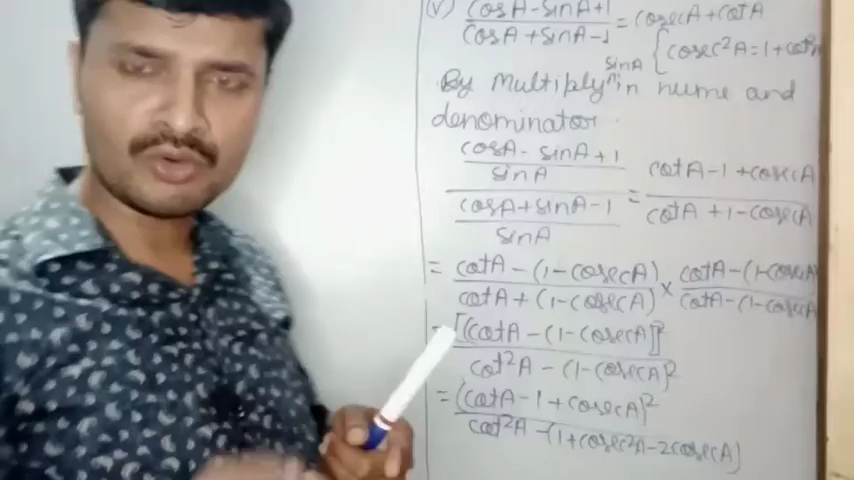 (v) cosA-sinA+1 / cosA+sinA-1 = cosecA+cotA
{cosec²A=1+cot
sinA
By Multiply in nume and
denominator.
(cosA-sinA+1 / sinA) / (cosA+sinA-1 / sinA) = cotA-1+cosecA / cotA+1-cosecA
= cotA-(1-cosecA) / cotA+(1-cosecA) × cotA-(1-cosecA / cotA-(1-cosecA
= [(cotA-(1-cosecA)]² / cot²A-(1-cosecA)²
= (cotA-1+cosecA)² / cot²A-(1+cosec²A-2cosecA)